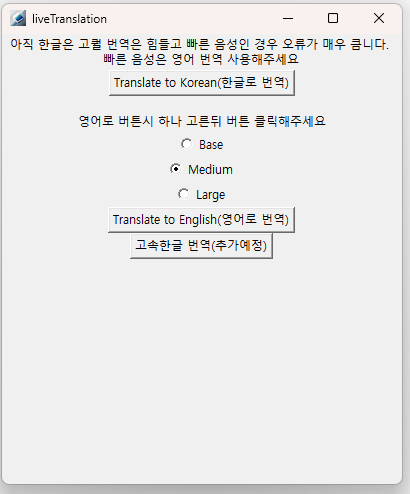 liveTranslation
아직 한글은 고퀄 번역은 힘들고 빠른 음성인 경우 오류가 매우 큽니다.
빠른 음성은 영어 번역 사용해주세요
Translate to Korean(한글로 번역)
영어로 버튼시 하나 고른뒤 버튼 클릭해주세요
Base
Medium
Large
Translate to English(영어로 번역)
고속한글 번역(추가예정)